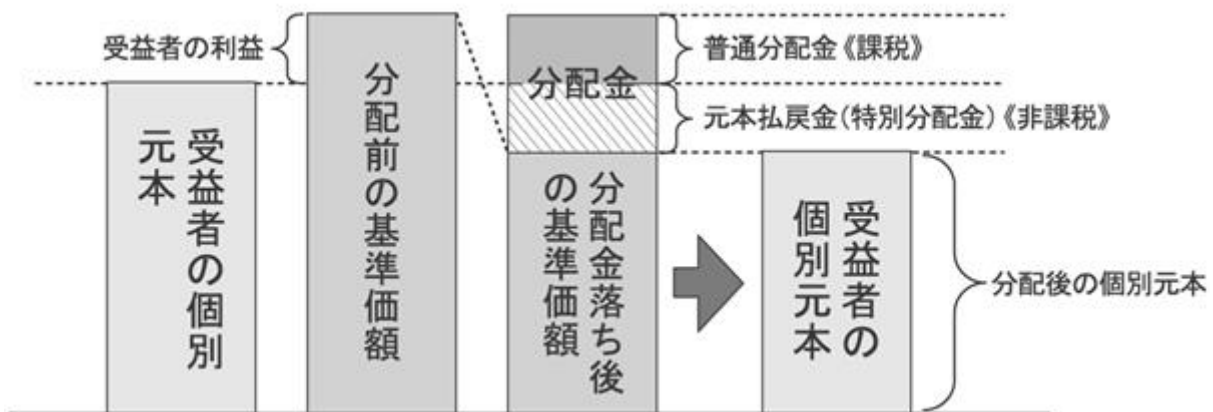 受益者の利益
受益者の個別
元本
分配前の基準価額
分配金
分配金落ち後
の基準価額
普通分配金《課税》
元本払戻金(特別分配金)《非課税》
受益者の
個別元本
分配後の個別元本